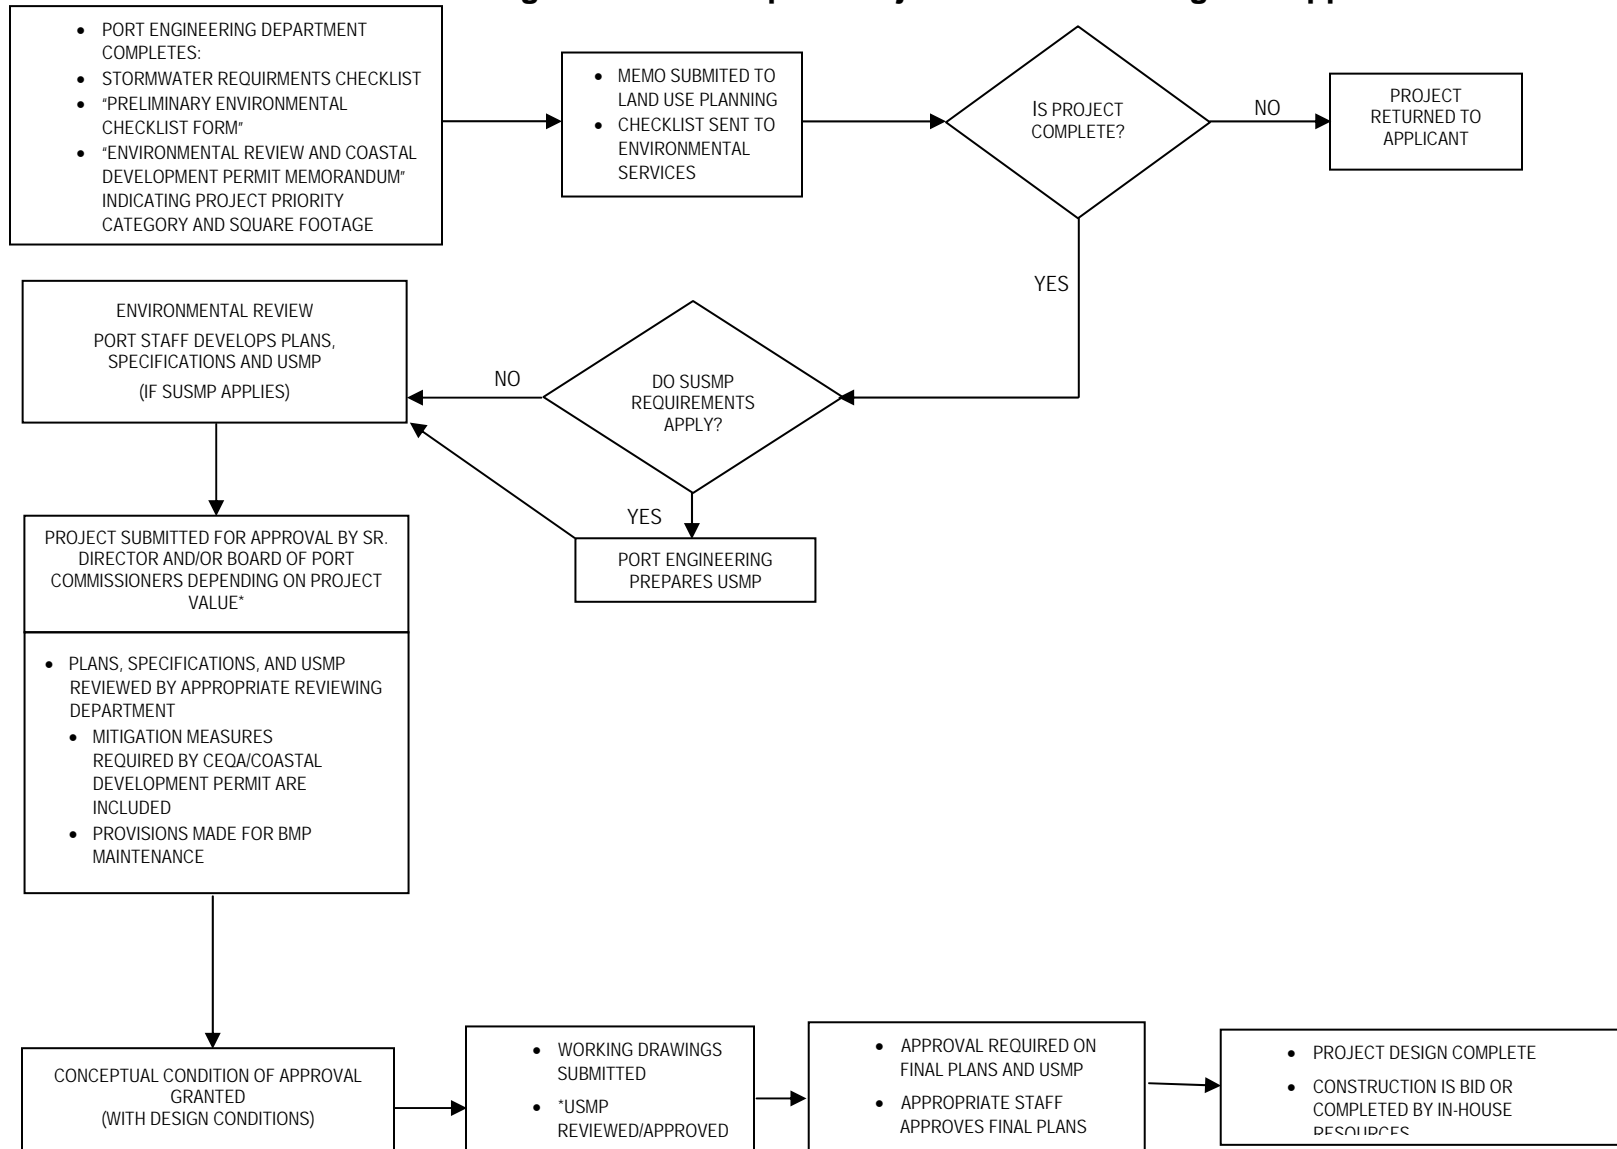 • PORT ENGINEERING DEPARTMENT
COMPLETES:
• STORMWATER REQUIRMENTS CHECKLIST
• "PRELIMINARY ENVIRONMENTAL
CHECKLIST FORM"
• "ENVIRONMENTAL REVIEW AND COASTAL
DEVELOPMENT PERMIT MEMORANDUM"
INDICATING PROJECT PRIORITY
CATEGORY AND SQUARE FOOTAGE
• MEMO SUBMITED TO
LAND USE PLANNING
• CHECKLIST SENT TO
ENVIRONMENTAL
SERVICES
IS PROJECT
COMPLETE?
NO
PROJECT
RETURNED TO
APPLICANT
YES
DO SUSMP
REQUIREMENTS
APPLY?
NO
YES
PORT ENGINEERING
PREPARES USMP
ENVIRONMENTAL REVIEW
PORT STAFF DEVELOPS PLANS,
SPECIFICATIONS AND USMP
(IF SUSMP APPLIES)
PROJECT SUBMITTED FOR APPROVAL BY SR.
DIRECTOR AND/OR BOARD OF PORT
COMMISSIONERS DEPENDING ON PROJECT
VALUE*
• PLANS, SPECIFICATIONS, AND USMP
REVIEWED BY APPROPRIATE REVIEWING
DEPARTMENT
• MITIGATION MEASURES
REQUIRED BY CEQA/COASTAL
DEVELOPMENT PERMIT ARE
INCLUDED
• PROVISIONS MADE FOR BMP
MAINTENANCE
CONCEPTUAL CONDITION OF APPROVAL
GRANTED
(WITH DESIGN CONDITIONS)
• WORKING DRAWINGS
SUBMITTED
• *USMP
REVIEWED/APPROVED
• APPROVAL REQUIRED ON
FINAL PLANS AND USMP
• APPROPRIATE STAFF
APPROVES FINAL PLANS
• PROJECT DESIGN COMPLETE
• CONSTRUCTION IS BID OR
COMPLETED BY IN-HOUSE
RESOURCES